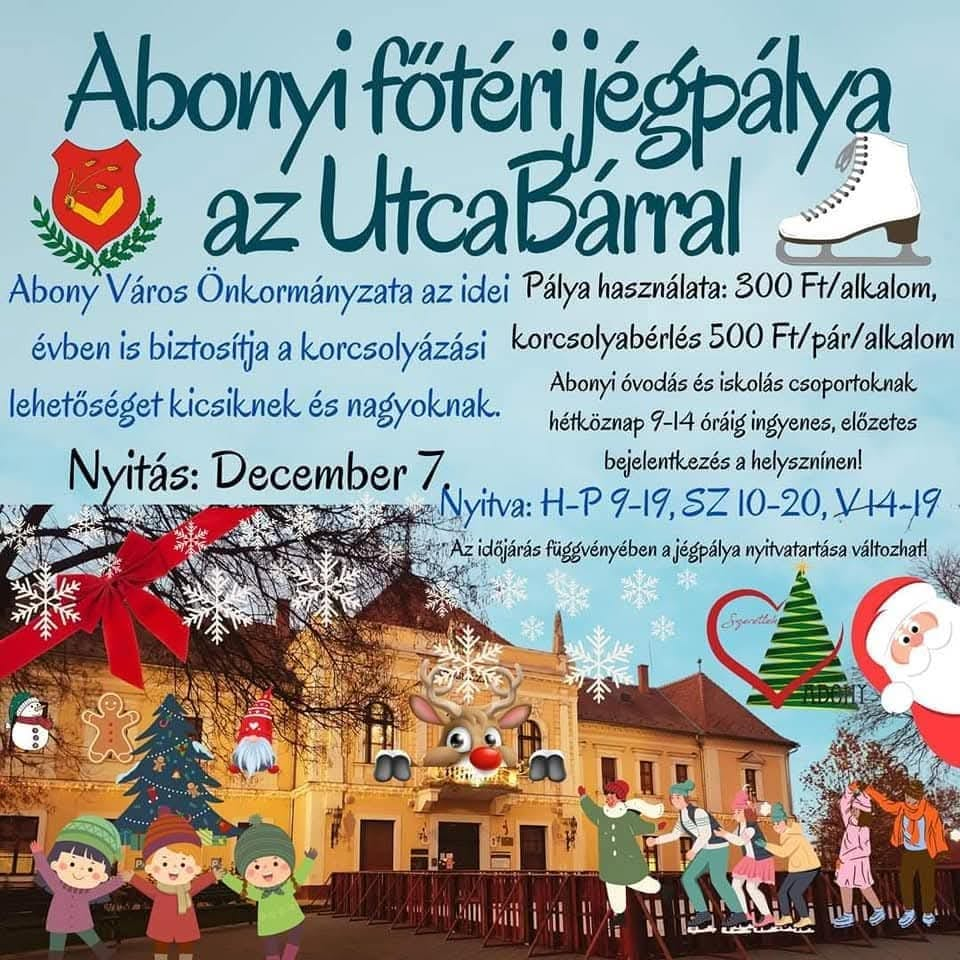 Abonyi főtéri jégpálya
az UtcaBárral
Abony Város Önkormányzata az idei
évben is biztosítja a korcsolyázási
lehetőséget kicsiknek és nagyoknak.
Nyitás: December 7.
Pálya használata: 300 Ft/alkalom,
korcsolyabérlés 500 Ft/pár/alkalom
Abonyi óvodás és iskolás csoportoknak
hétköznap 9-14 óráig ingyenes, előzetes
bejelentkezés a helysznínen!
Nyitva: H-P 9-19, SZ 10-20, V 14-19
Az időjárás függvényében a jégpálya nyitvatartása változhat!
Szeretlek
ABONY